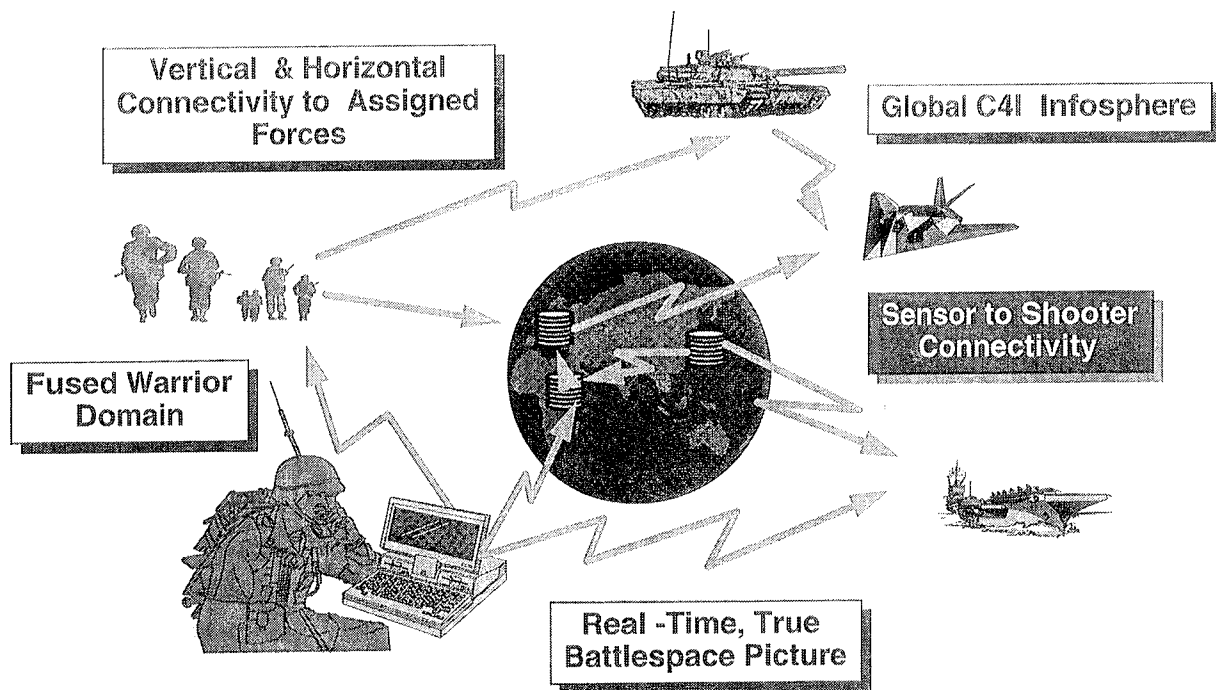 Vertical & Horizontal
Connectivity to Assigned
Forces
Global C4I Infosphere
Sensor to Shooter
Connectivity
Fused Warrior
Domain
Real -Time, True
Battlespace Picture